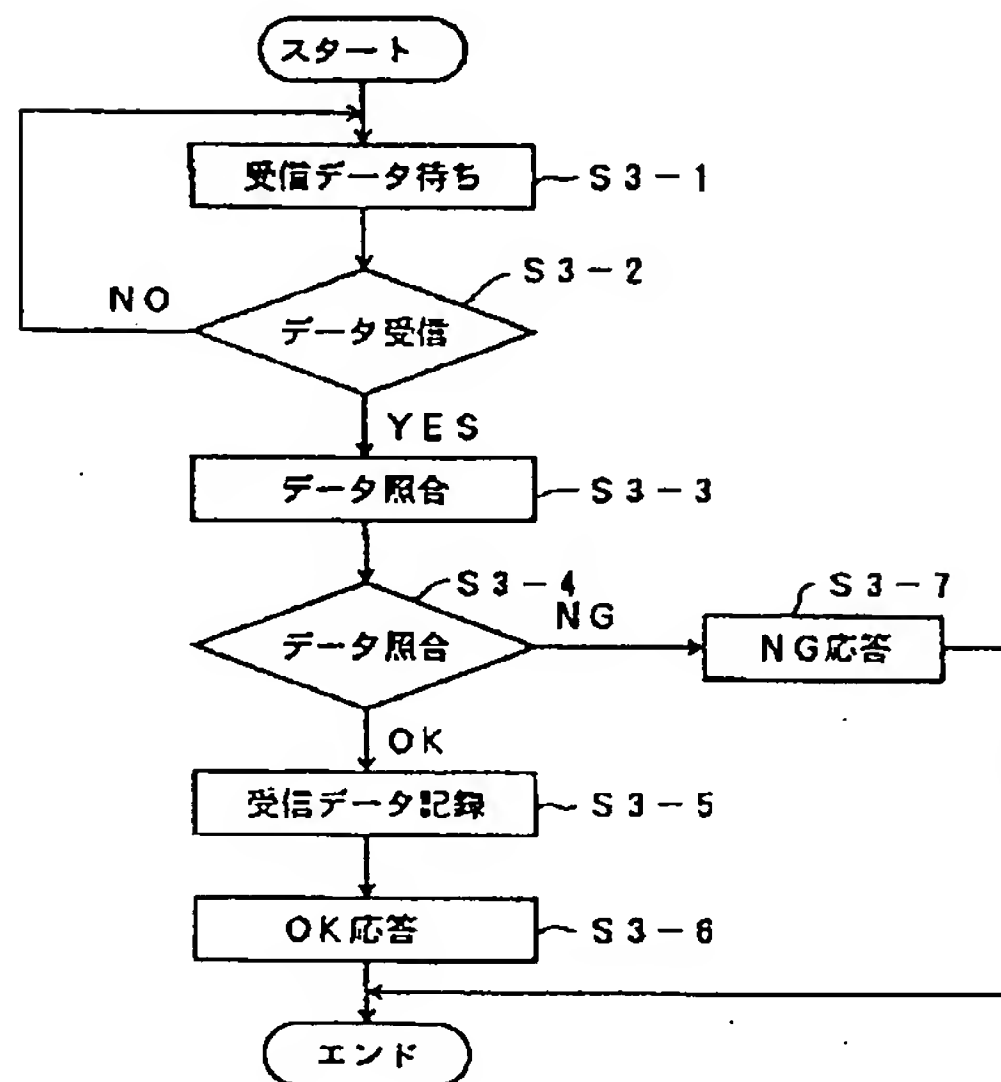 スタート
受信データ待ち
S3-1
S3-2
NO
データ受信
YES
データ照合
S3-3
S3-4
NG
データ照合
S3-7
NG応答
OK
受信データ記録
S3-5
OK応答
S3-6
エンド